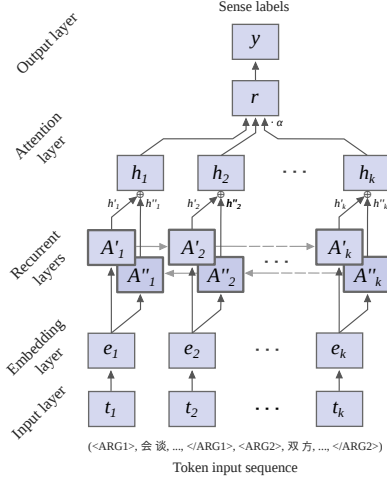 Sense labels
Output layer
y
r
· α
Attention layer
h1 h2 ... hk
h'1 h''1 h'2 h''2 h'k h''k
Recurrent layers
A'1 A'2 ... A'k
A''1 A''2 A''k
Embedding layer
e1 e2 ... ek
Input layer
t1 t2 ... tk
(<ARG1>, 会谈, ..., </ARG1>, <ARG2>, 双方, ..., </ARG2>)
Token input sequence